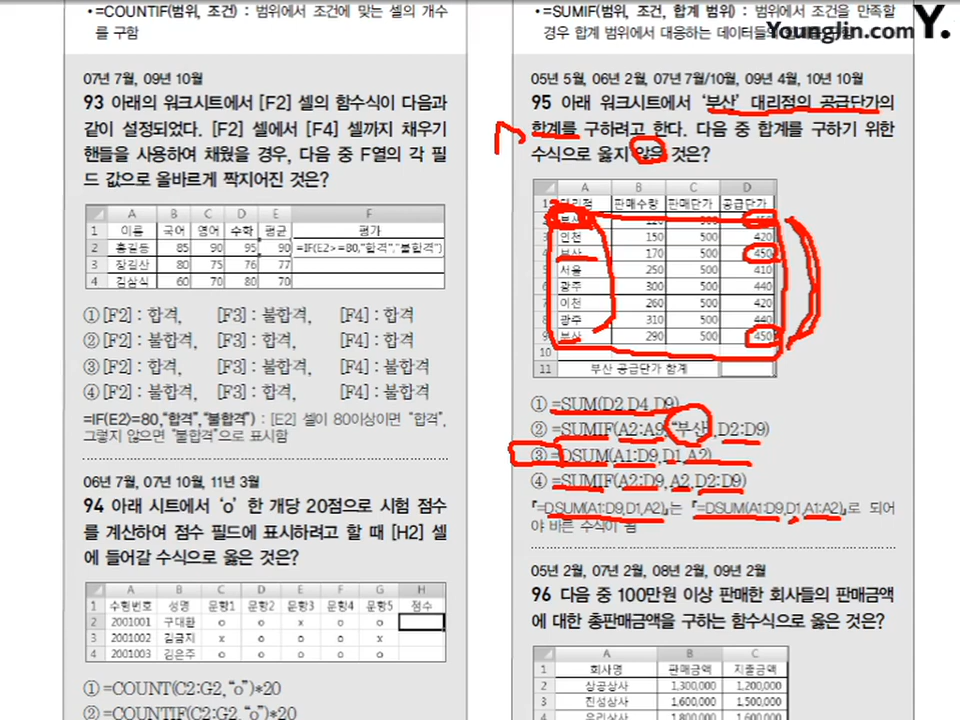 • =COUNTIF(범위, 조건) : 범위에서 조건에 맞는 셀의 개수
를 구함
07년 7월, 09년 10월
93 아래의 워크시트에서 [F2] 셀의 함수식이 다음과
같이 설정되었다. [F2] 셀에서 [F4] 셀까지 채우기
핸들을 사용하여 채웠을 경우, 다음 중 F열의 각 필
드 값으로 올바르게 짝지어진 것은?
A B C D E F
1 이름 국어 영어 수학 평균 평가
2 홍길동 85 90 95 90 =IF(E2>=80,"합격","불합격")
3 장길산 80 75 76 77
4 김삼식 60 70 80 70
① [F2] : 합격, [F3] : 불합격, [F4] : 합격
② [F2] : 불합격, [F3] : 불합격, [F4] : 합격
③ [F2] : 합격, [F3] : 불합격, [F4] : 불합격
④ [F2] : 불합격, [F3] : 합격, [F4] : 불합격
=IF(E2)=80,"합격","불합격") : [E2] 셀이 80이상이면 "합격",
그렇지 않으면 "불합격"으로 표시함
06년 7월, 07년 10월, 11년 3월
94 아래 시트에서 'o' 한 개당 20점으로 시험 점수
를 계산하여 점수 필드에 표시하려고 할 때 [H2] 셀
에 들어갈 수식으로 옳은 것은?
A B C D E F G H
1 수험번호 성명 문항1 문항2 문항3 문항4 문항5 점수
2 2001001 구대환 o o x o o
3 2001002 김금지 x o o o x
4 2001003 김은주 o o o o o
① =COUNT(C2:G2,"o")*20
② =COUNTIF(C2:G2,"o")*20
• =SUMIF(범위, 조건, 합계 범위) : 범위에서 조건을 만족할
경우 합계 범위에서 대응하는 데이터들의
YoungJin.com Y.
05년 5월, 06년 2월, 07년 7월/10월, 09년 4월, 10년 10월
95 아래 워크시트에서 '부산' 대리점의 공급단가의
합계를 구하려고 한다. 다음 중 합계를 구하기 위한
수식으로 옳지 않은 것은?
A B C D
1 대리점 판매수량 판매단가 공급단가
부산 500 450
3 인천 150 500 420
4 부산 170 500 450
5 서울 250 500 410
6 광주 300 500 440
7 이천 260 500 420
8 광주 310 500 440
9 부산 290 500 450
10
11 부산 공급단가 합계
① =SUM(D2,D4,D9)
② =SUMIF(A2:A9,"부산",D2:D9)
③ =DSUM(A1:D9,D1,A2)
④ =SUMIF(A2:D9,A2,D2:D9)
『=DSUM(A1:D9,D1,A2)』는 『=DSUM(A1:D9,D1,A1:A2)』로 되어
야 바른 수식이 됨
05년 2월, 07년 2월, 08년 2월, 09년 2월
96 다음 중 100만원 이상 판매한 회사들의 판매금액
에 대한 총판매금액을 구하는 함수식으로 옳은 것은?
A B C
1 회사명 판매금액 지출금액
2 상공상사 1,300,000 1,200,000
3 진성상사 1,600,000 1,500,000
4 우리상사 1,800,000 1,600,000